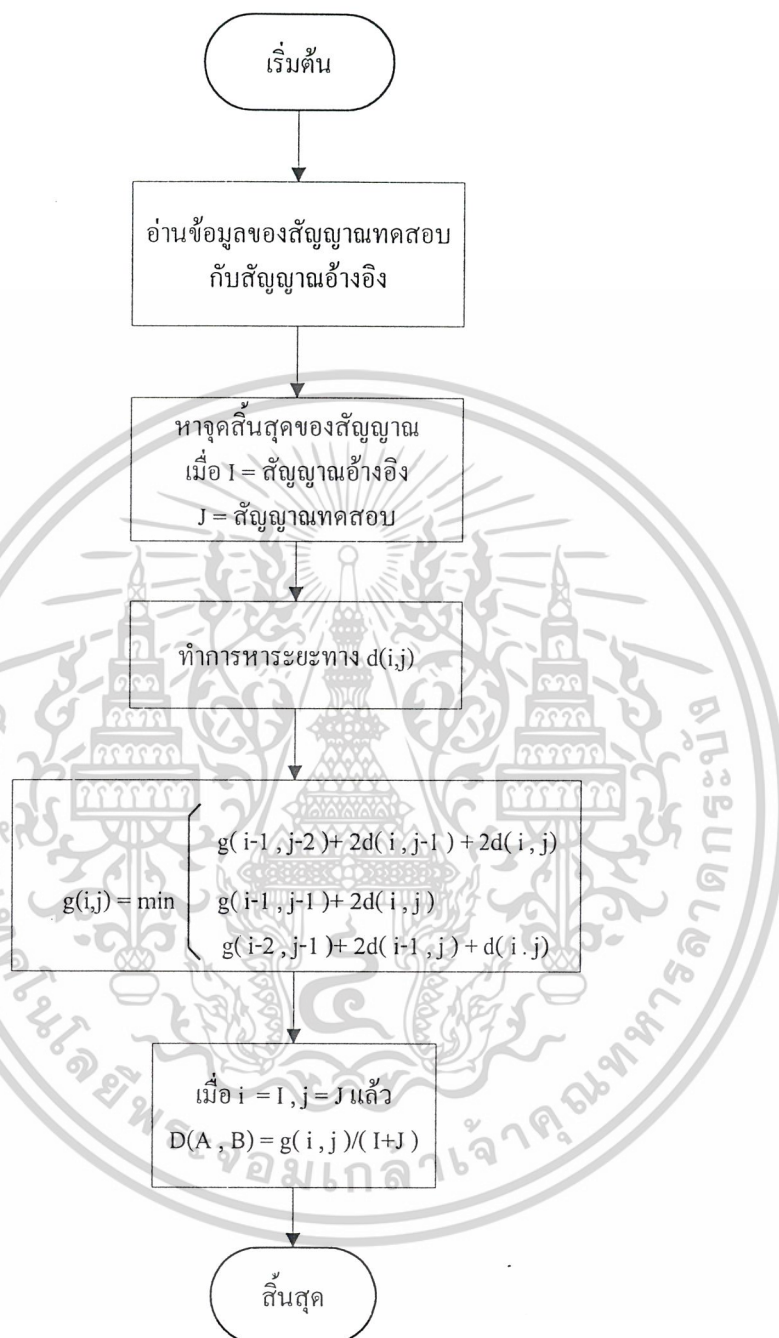 เริ่มต้น
อ่านข้อมูลของสัญญาณทดสอบ
กับสัญญาณอ้างอิง
หาจุดสิ้นสุดของสัญญาณ
เมื่อ I = สัญญาณอ้างอิง
J = สัญญาณทดสอบ
ทำการหาระยะทาง d(i,j)
g( i-1 , j-2 )+ 2d( i , j-1 ) + 2d( i , j)
g(i,j) = min g( i-1 , j-1 )+ 2d( i , j )
g( i-2 , j-1 )+ 2d( i-1 , j ) + d( i . j)
เมื่อ i = I , j = J แล้ว
D(A , B) = g( i , j )/( I+J )
สิ้นสุด